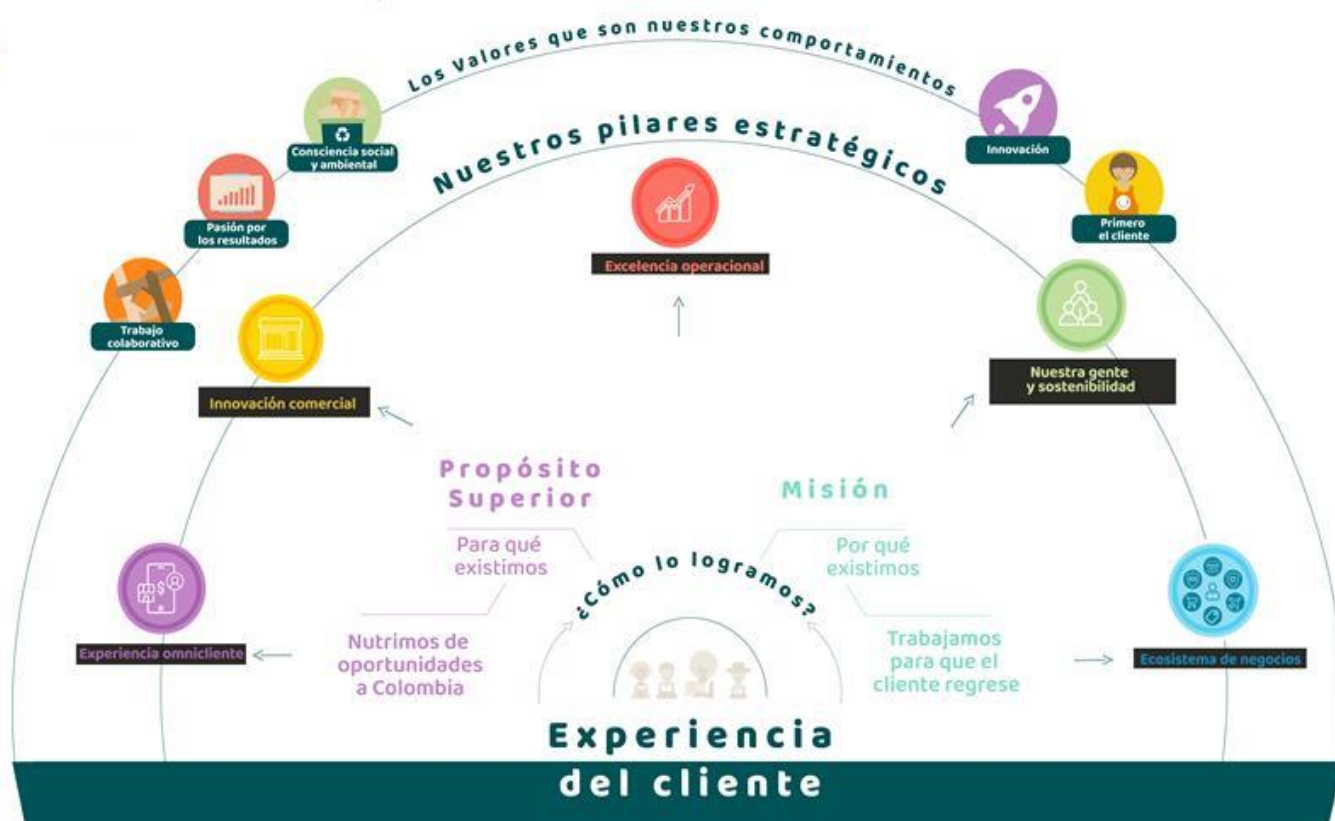 Los Valores que son nuestros comportamientos
Consciencia social
y ambiental
Innovación
Pasión por
los resultados
Primero
el cliente
Trabajo
colaborativo
Nuestros pilares estratégicos
Excelencia operacional
Innovación comercial
Nuestra gente
y sostenibilidad
Experiencia omnicliente
Ecosistema de negocios
Propósito
Superior
Para qué
existimos
Nutrimos de
oportunidades
a Colombia
Misión
Por qué
existimos
Trabajamos
para que el
cliente regrese
¿Cómo lo logramos?
Experiencia
del cliente